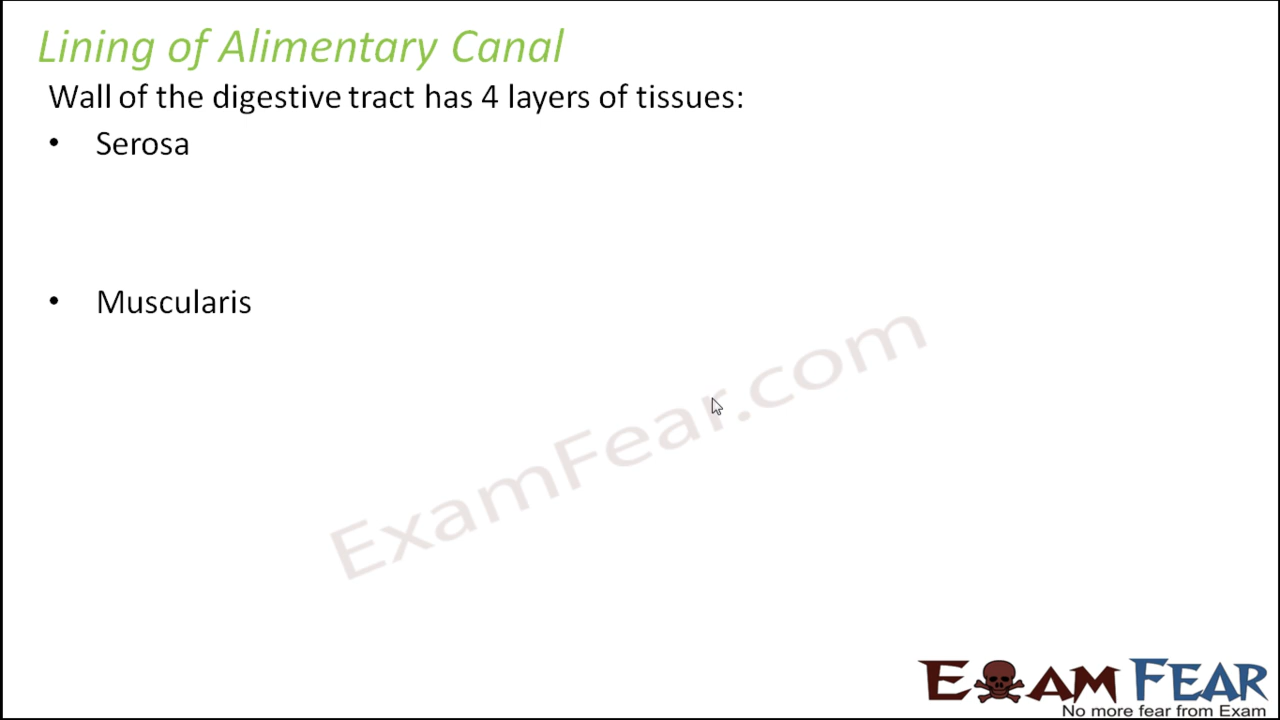 Lining of Alimentary Canal
Wall of the digestive tract has 4 layers of tissues:
• Serosa
• Muscularis
ExamFear.com
EXAM FEAR
No more fear from Exam